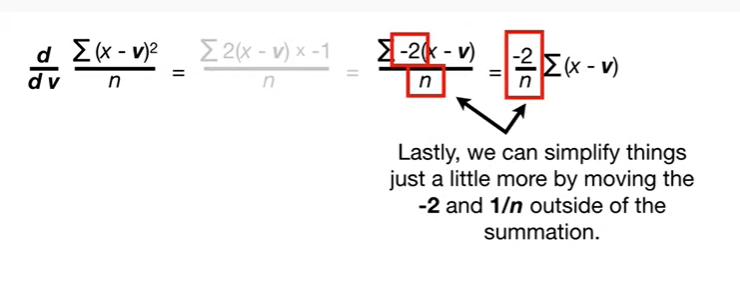 d/dv Σ(x - v)²/n = Σ 2(x - v) × -1/n = Σ -2(x - v)/n = -2/n Σ(x - v)
Lastly, we can simplify things
just a little more by moving the
-2 and 1/n outside of the
summation.